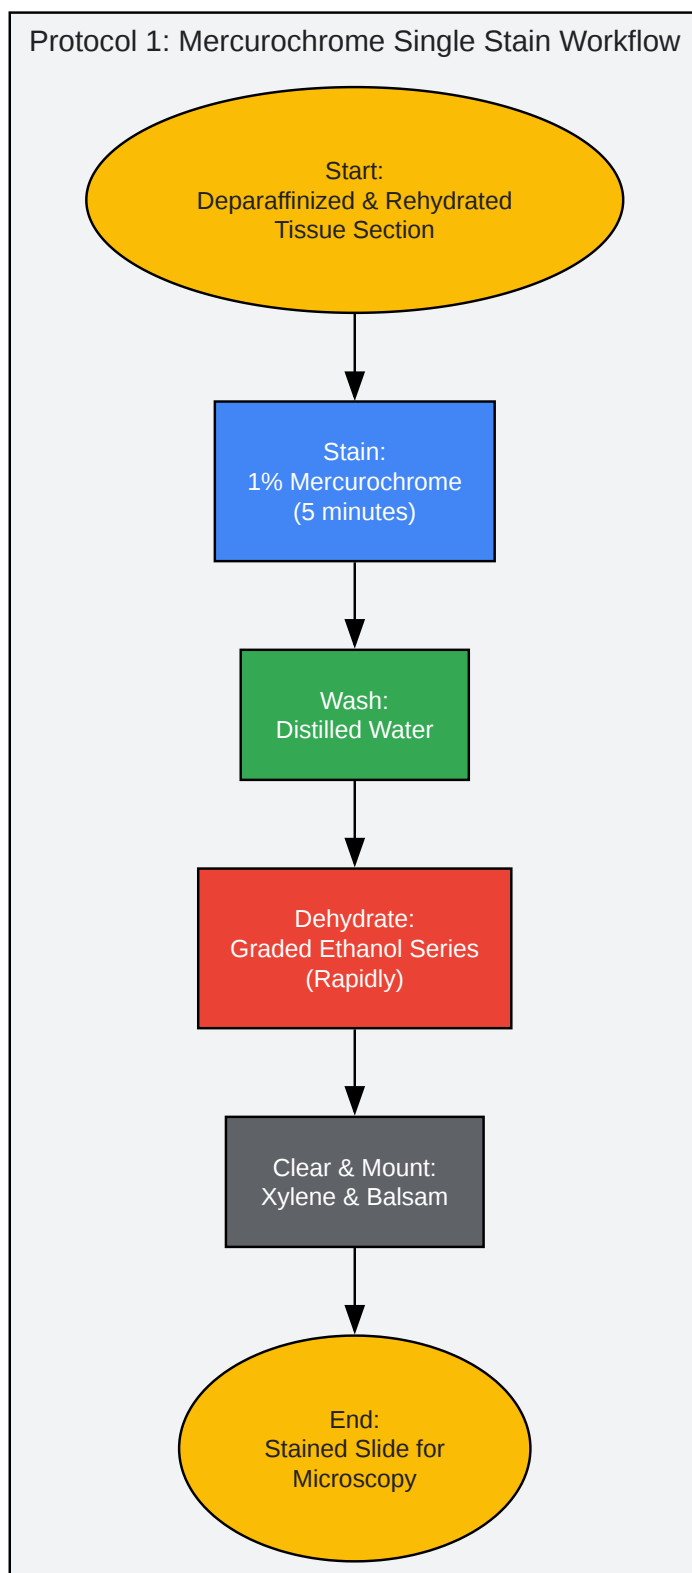 Protocol 1: Mercurochrome Single Stain Workflow
Start:
Deparaffinized & Rehydrated
Tissue Section
Stain:
1% Mercurochrome
(5 minutes)
Wash:
Distilled Water
Dehydrate:
Graded Ethanol Series
(Rapidly)
Clear & Mount:
Xylene & Balsam
End:
Stained Slide for
Microscopy